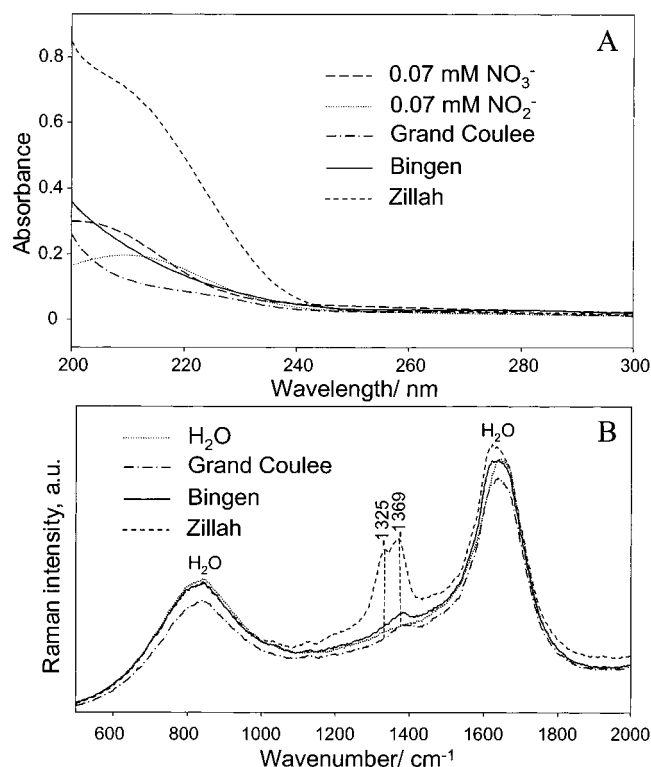 A
0.8
0.6
0.4
0.2
0
Absorbance
0.07 mM NO₃⁻
0.07 mM NO₂⁻
Grand Coulee
Bingen
Zillah
200 220 240 260 280 300
Wavelength/ nm
B
H₂O
Grand Coulee
Bingen
Zillah
H₂O
1325
1369
H₂O
Raman intensity, a.u.
600 800 1000 1200 1400 1600 1800 2000
Wavenumber/ cm⁻¹